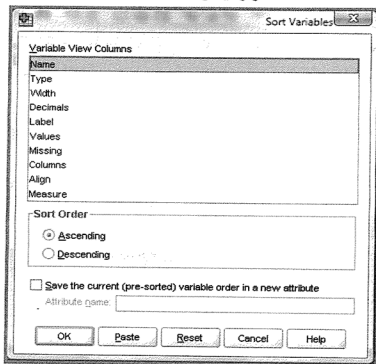 Sort Variables
Variable View Columns
Name
Type
Width
Decimals
Label
Values
Missing
Columns
Align
Measure
Sort Order
Ascending
Descending
Save the current (pre-sorted) variable order in a new attribute
Attribute name:
OK Paste Reset Cancel Help